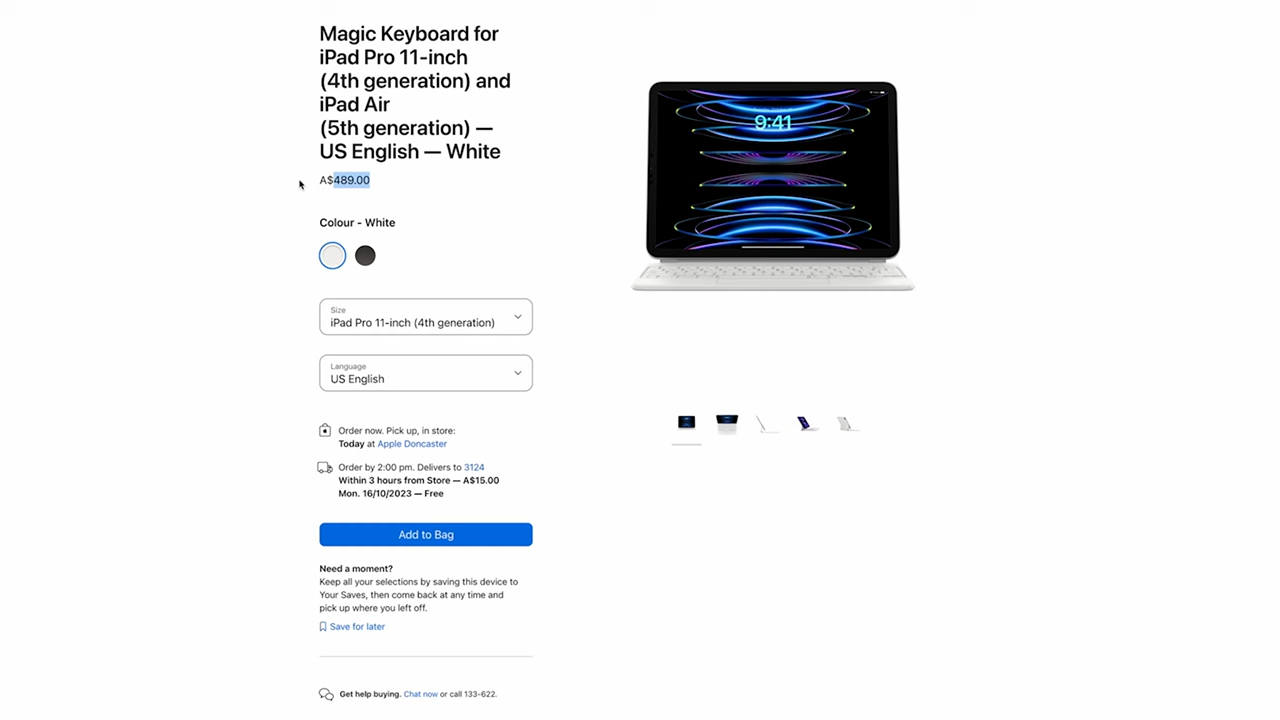 Magic Keyboard for
iPad Pro 11-inch
(4th generation) and
iPad Air
(5th generation) —
US English — White
A$489.00
9:41
Colour - White
Size
iPad Pro 11-inch (4th generation)
Language
US English
Order now. Pick up, in store:
Today at Apple Doncaster
Order by 2:00 pm. Delivers to 3124
Within 3 hours from Store — A$15.00
Mon. 16/10/2023 — Free
Add to Bag
Need a moment?
Keep all your selections by saving this device to
Your Saves, then come back at any time and
pick up where you left off.
Save for later
Get help buying. Chat now or call 133-622.